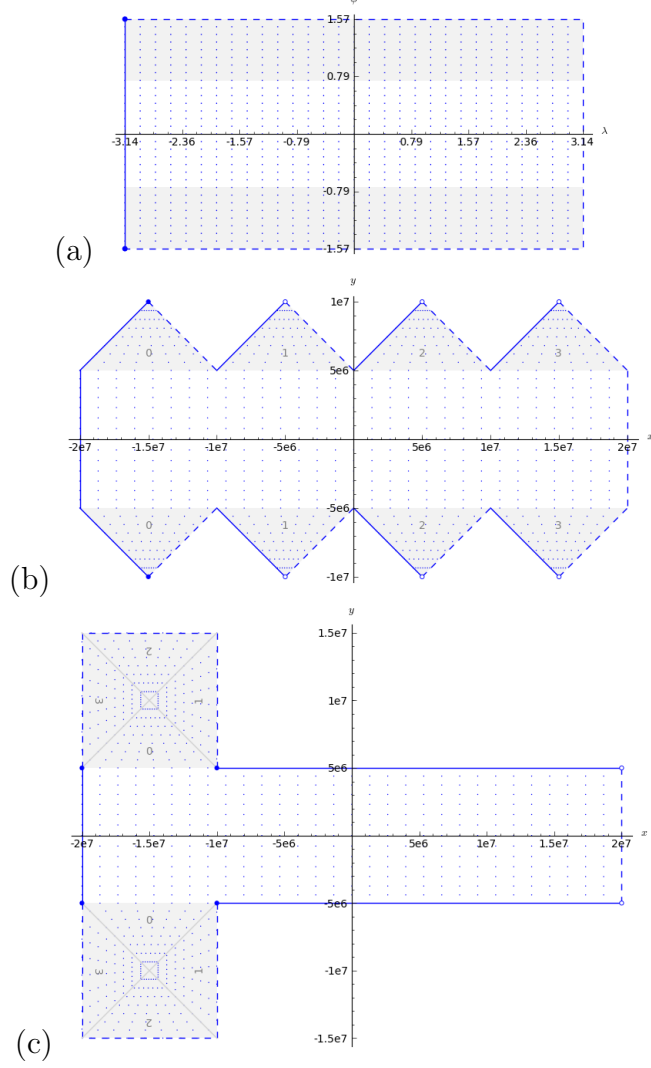 1.57
0.79
λ
-3.14 -2.36 -1.57 -0.79 0.79 1.57 2.36 3.14
-0.79
-1.57
(a)
y
1e7
0 1 2 3
5e6
x
-2e7 -1.5e7 -1e7 -5e6 5e6 1e7 1.5e7 2e7
-5e6
0 1 2 3
-1e7
(b)
y
1.5e7
2
3 1 1e7
0
5e6
x
-2e7 -1.5e7 -1e7 -5e6 5e6 1e7 1.5e7 2e7
-5e6
0
3 1 -1e7
2
-1.5e7
(c)